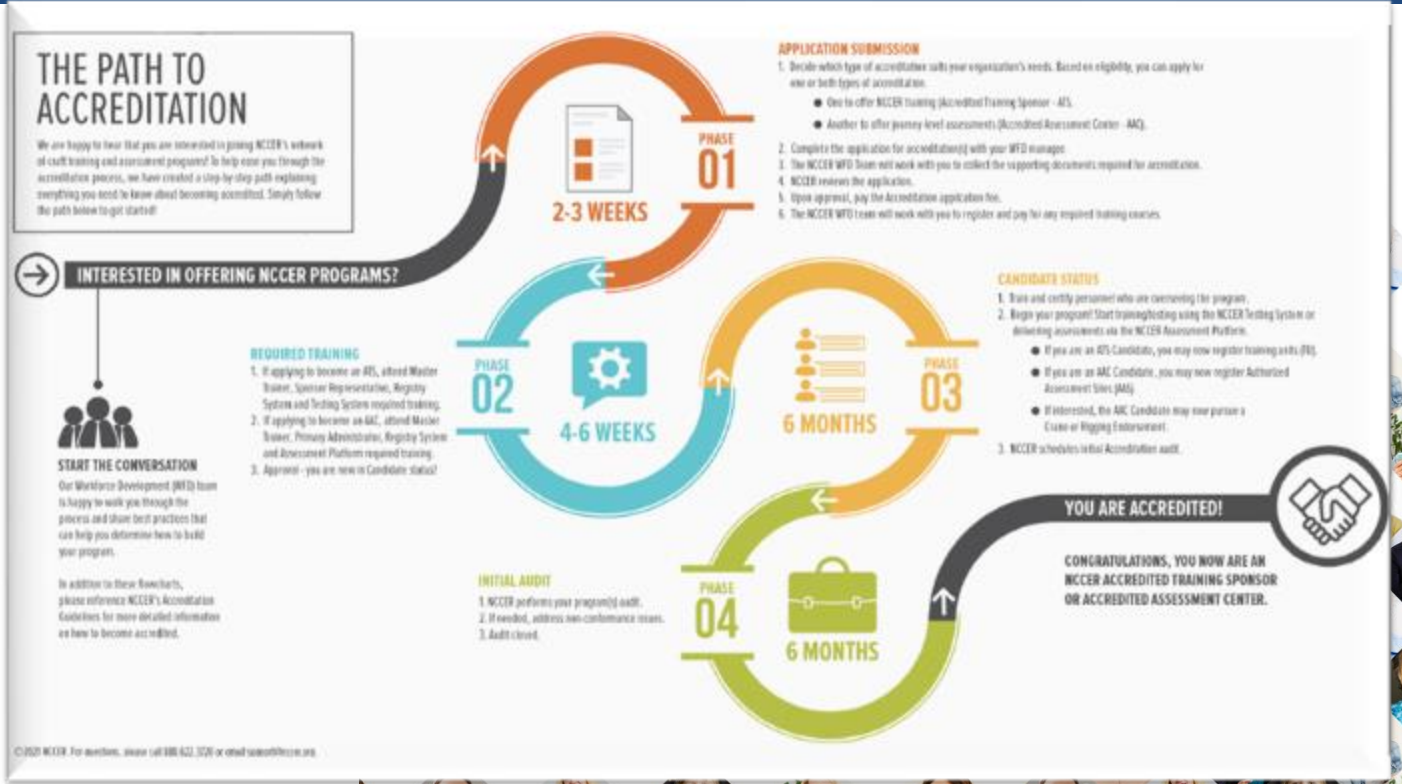 THE PATH TO
ACCREDITATION
We are happy to hear that you are interested in joining NCCER's network
of craft training and assessment programs! To help ease you through the
accreditation process, we have created a step-by-step path explaining
everything you need to know about becoming accredited. Simply follow
the path below to get started!
INTERESTED IN OFFERING NCCER PROGRAMS?
START THE CONVERSATION
Our Workforce Development (WFD) team
is happy to walk you through the
process and share best practices that
can help you determine how to build
your program.
In addition to these flowcharts,
please reference NCCER's Accreditation
Guidelines for more detailed information
on how to become accredited.
PHASE
01
2-3 WEEKS
APPLICATION SUBMISSION
1. Decide which type of accreditation suits your organization's needs. Based on eligibility, you can apply for
one or both types of accreditation.
● One to offer NCCER training (Accredited Training Sponsor - ATS.
● Another to offer journey-level assessments (Accredited Assessment Center - AAC).
2. Complete the application for accreditation(s) with your WFD manager.
3. The NCCER WFD Team will work with you to collect the supporting documents required for accreditation.
4. NCCER reviews the application.
5. Upon approval, pay the Accreditation application fee.
6. The NCCER WFD team will work with you to register and pay for any required training courses.
REQUIRED TRAINING
1. If applying to become an ATS, attend Master
Trainer, Sponsor Representative, Registry
System and Testing System required training.
2. If applying to become an AAC, attend Master
Trainer, Primary Administrator, Registry System
and Assessment Platform required training.
3. Approval - you are now in Candidate status!
PHASE
02
4-6 WEEKS
PHASE
03
6 MONTHS
CANDIDATE STATUS
1. Train and certify personnel who are overseeing the program.
2. Begin your program! Start training/testing using the NCCER Testing System or
delivering assessments via the NCCER Assessment Platform.
● If you are an ATS Candidate, you may now register training units (TU).
● If you are an AAC Candidate, you may now register Authorized
Assessment Sites (AAS).
● If interested, the AAC Candidate may now pursue a
Crane or Rigging Endorsement.
3. NCCER schedules initial Accreditation audit.
INITIAL AUDIT
1. NCCER performs your program(s) audit.
2. If needed, address non-conformance issues.
3. Audit closed.
PHASE
04
6 MONTHS
YOU ARE ACCREDITED!
CONGRATULATIONS, YOU NOW ARE AN
NCCER ACCREDITED TRAINING SPONSOR
OR ACCREDITED ASSESSMENT CENTER.
NCCER. For questions, please call 888.622.3720 or email support@nccer.org.